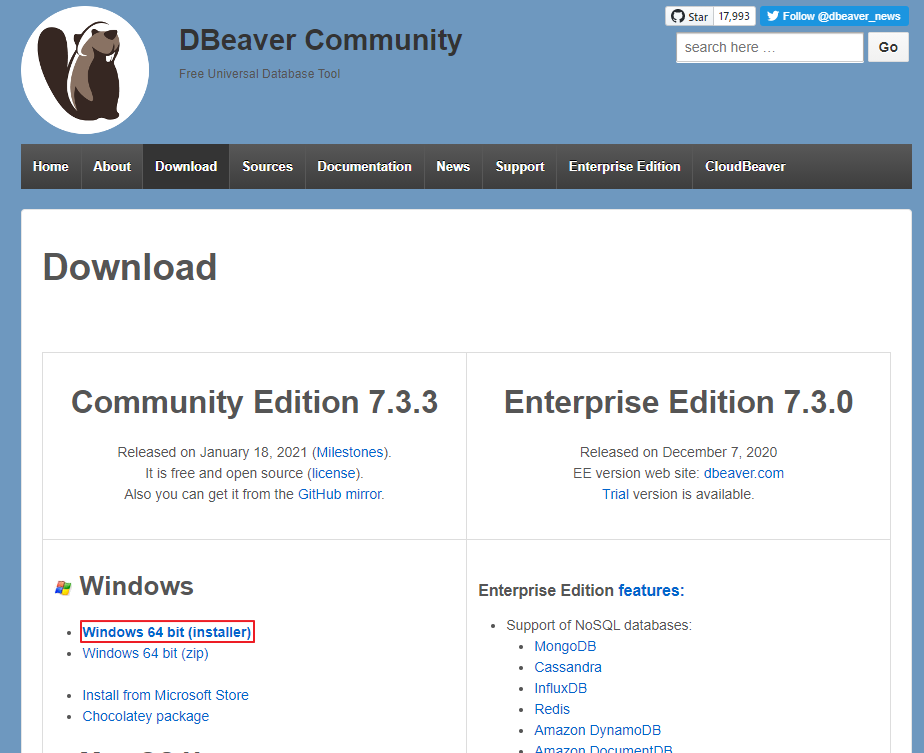 Star 17,993 Follow @dbeaver_news
DBeaver Community
search here … Go
Free Universal Database Tool
Home About Download Sources Documentation News Support Enterprise Edition CloudBeaver
Download
Community Edition 7.3.3
Released on January 18, 2021 (Milestones).
It is free and open source (license).
Also you can get it from the GitHub mirror.
Enterprise Edition 7.3.0
Released on December 7, 2020
EE version web site: dbeaver.com
Trial version is available.
Windows
Windows 64 bit (installer)
Windows 64 bit (zip)
Install from Microsoft Store
Chocolatey package
Enterprise Edition features:
Support of NoSQL databases:
MongoDB
Cassandra
InfluxDB
Redis
Amazon DynamoDB
Amazon DocumentDB